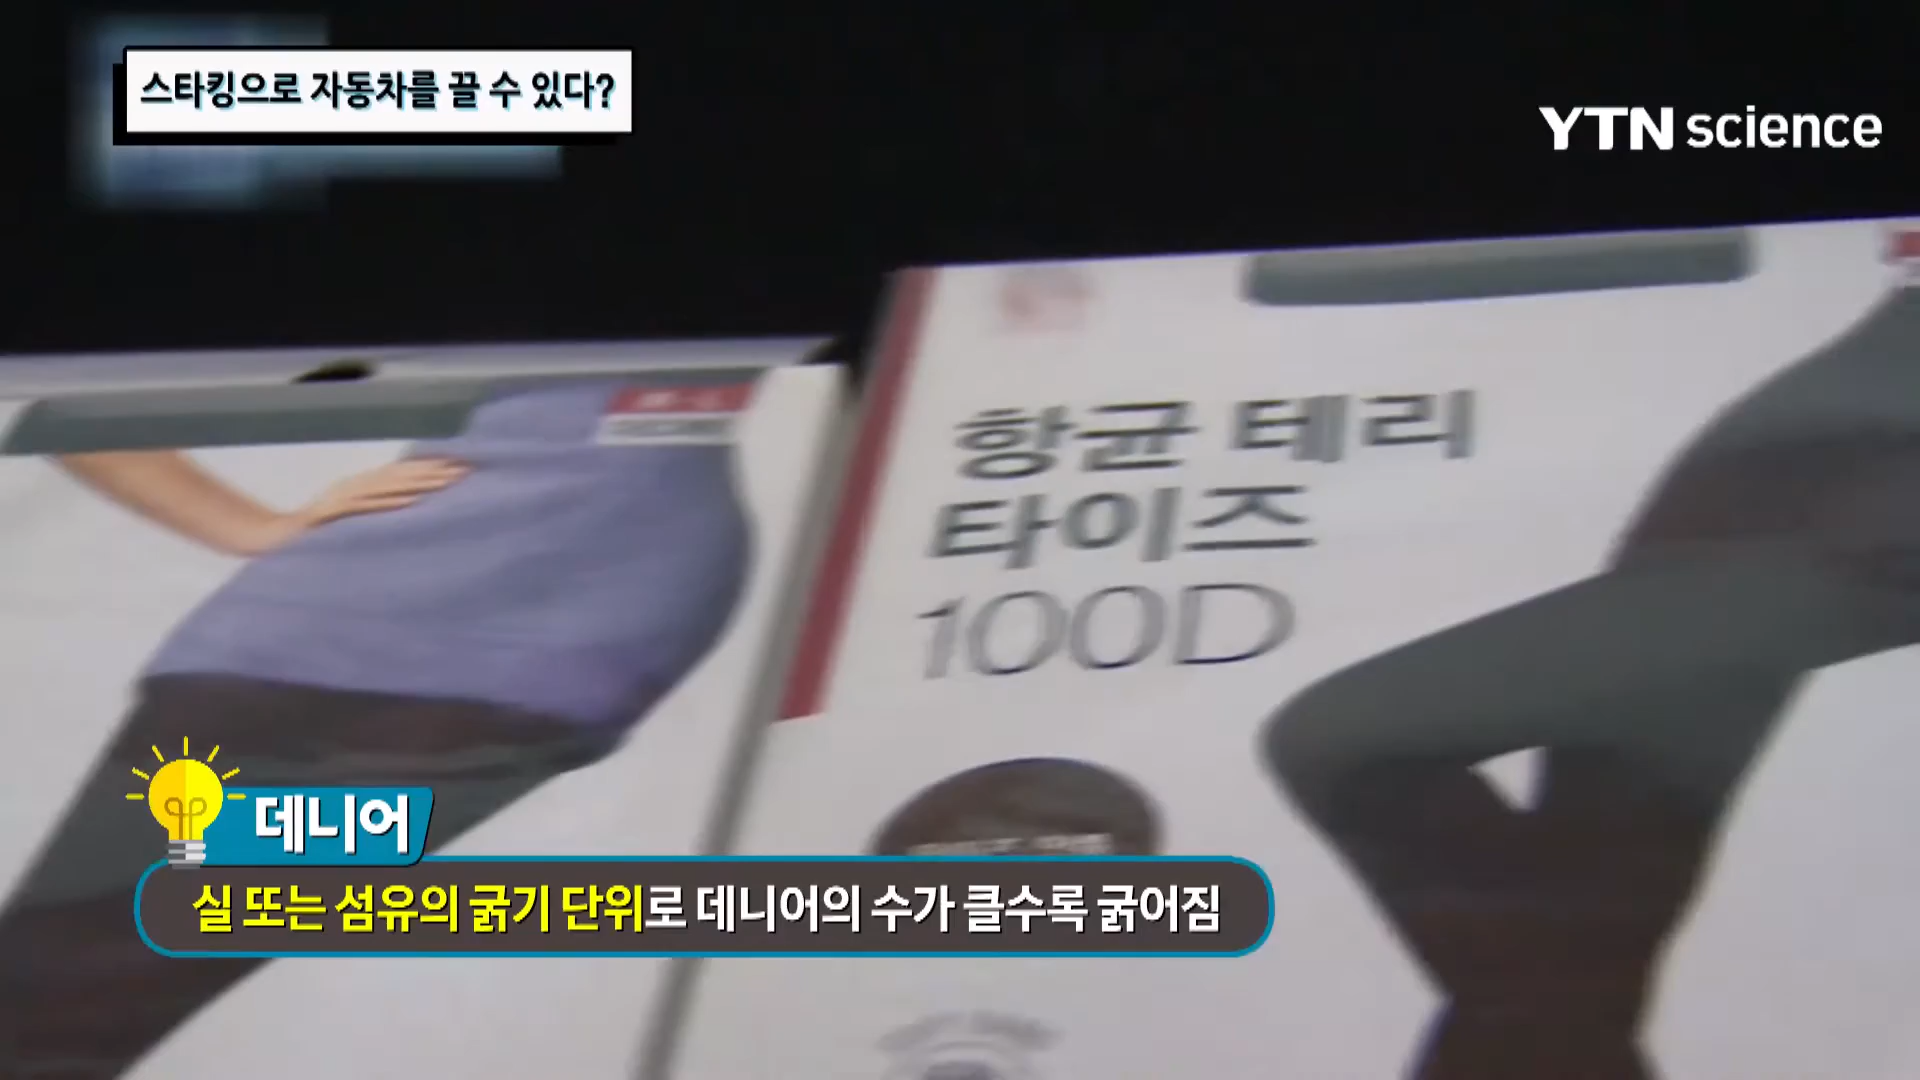 스타킹으로 자동차를 끌 수 있다?
YTN science
항균 테리
타이즈
100D
데니어
실 또는 섬유의 굵기 단위로 데니어의 수가 클수록 굵어짐